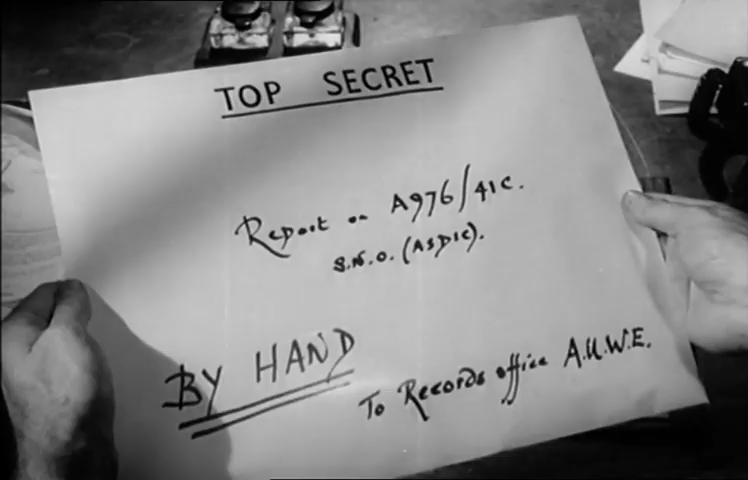 TOP SECRET
Report on A976/41C.
S.N.O. (ASDIC).
BY HAND
To Records office A.U.W.E.